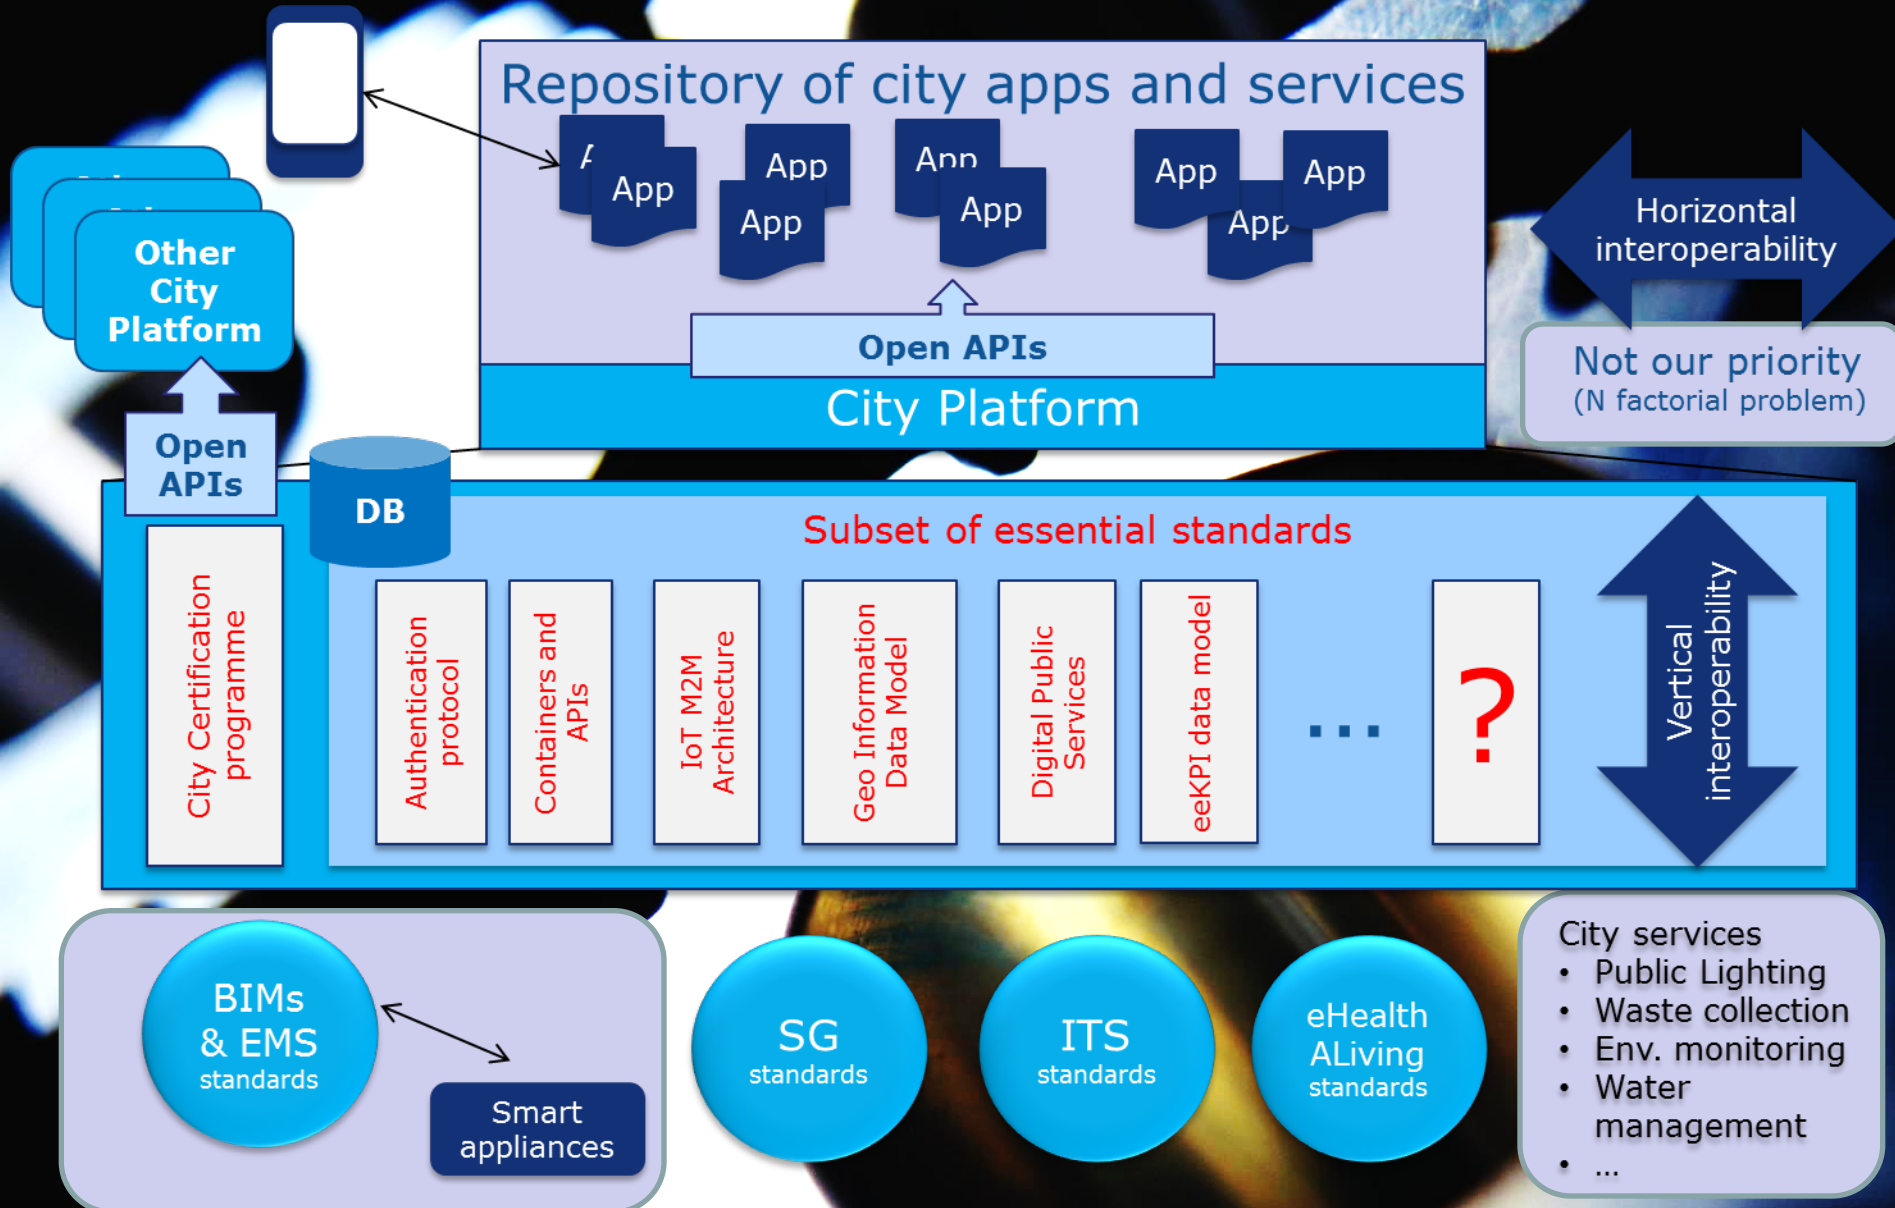 Repository of city apps and services
App
App
App
App
App
App
App
App
Other
City
Platform
Horizontal
interoperability
Open APIs
City Platform
Not our priority
(N factorial problem)
Open
APIs
DB
Subset of essential standards
City Certification
programme
Authentication
protocol
Containers and
APIs
IoT M2M
Architecture
Geo Information
Data Model
Digital Public
Services
eeKPI data model
...
?
Vertical
interoperability
BIMs
& EMS
standards
Smart
appliances
SG
standards
ITS
standards
eHealth
ALiving
standards
City services
• Public Lighting
• Waste collection
• Env. monitoring
• Water
management
• ...